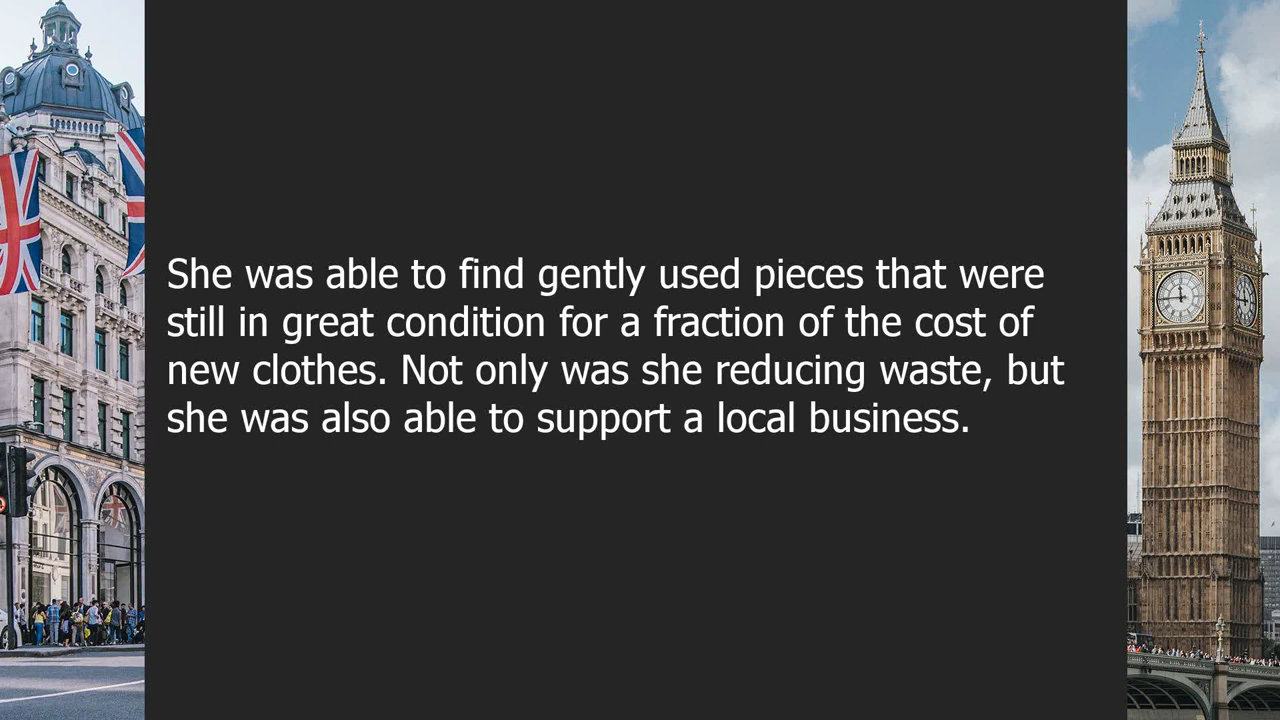 She was able to find gently used pieces that were
still in great condition for a fraction of the cost of
new clothes. Not only was she reducing waste, but
she was also able to support a local business.